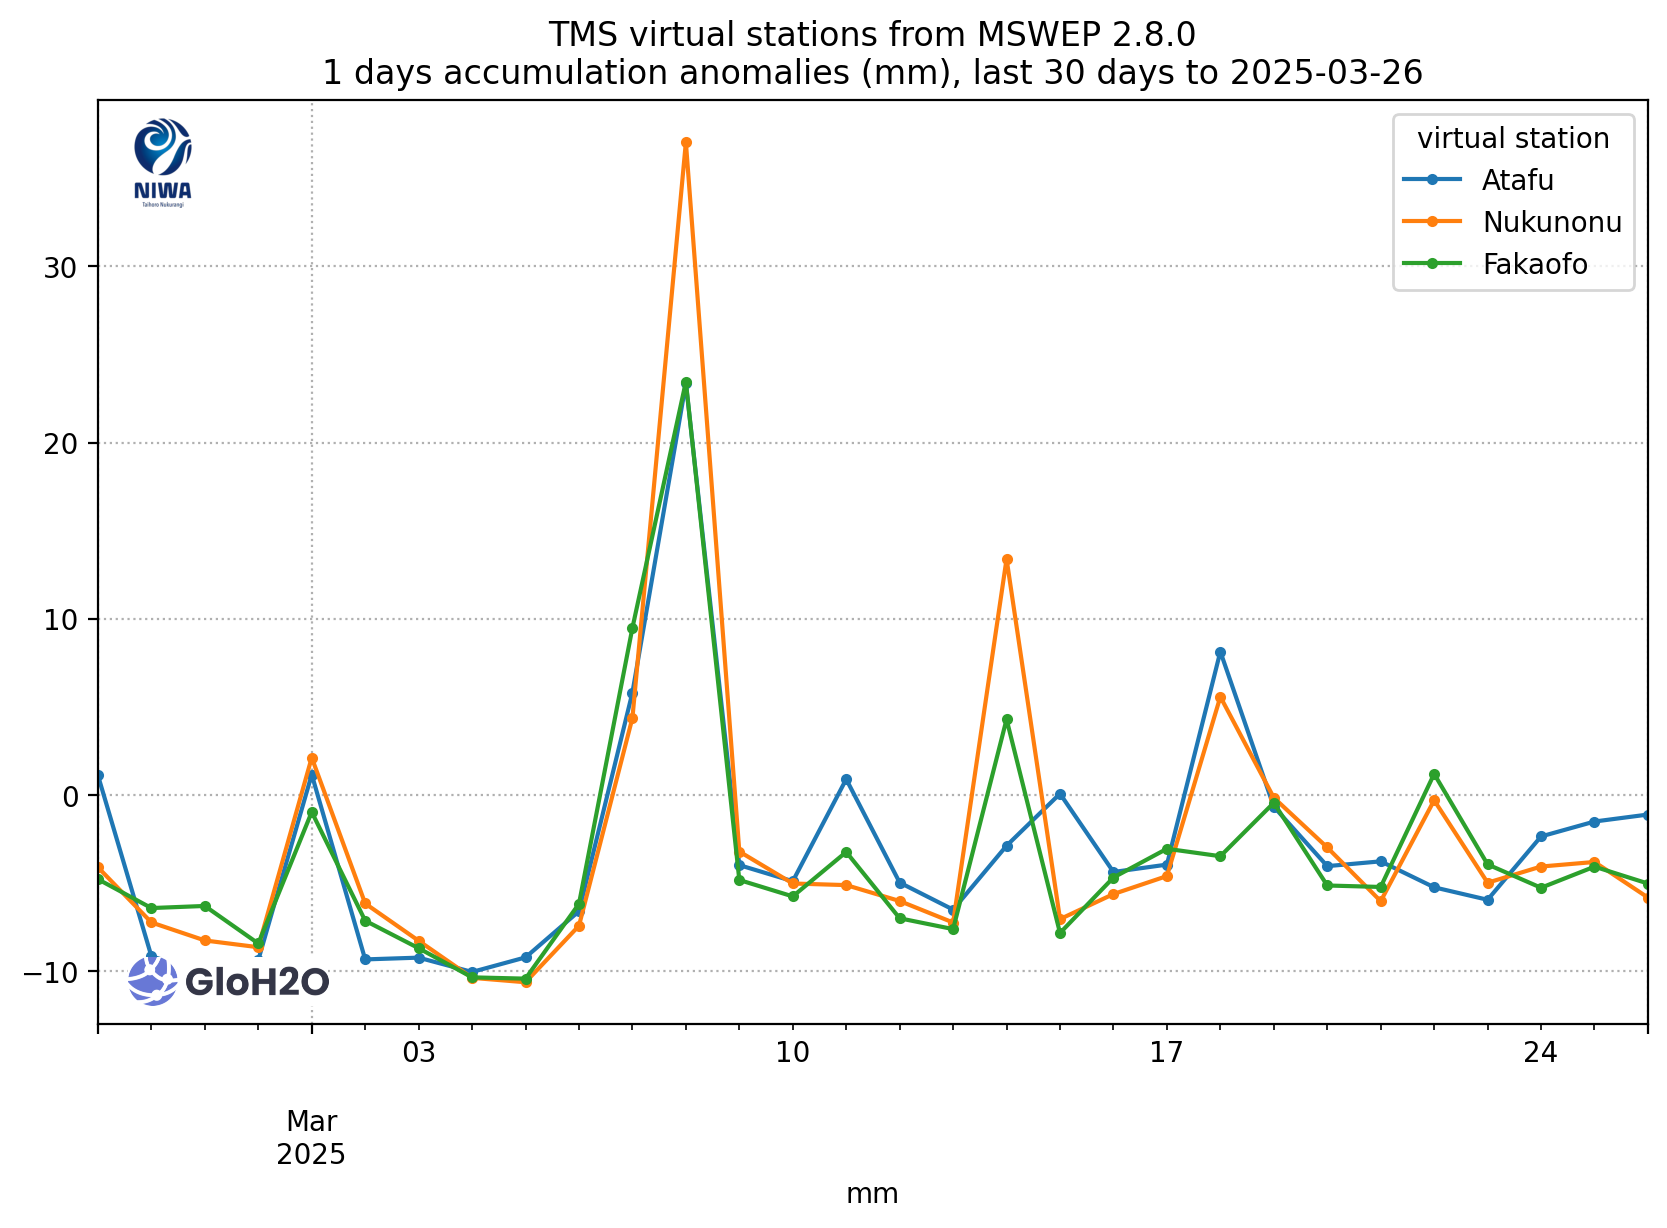 TMS virtual stations from MSWEP 2.8.0
1 days accumulation anomalies (mm), last 30 days to 2025-03-26
NIWA
Taihoro Nukurangi
virtual station
Atafu
Nukunonu
Fakaofo
30
20
10
0
−10
GloH2O
03
10
17
24
Mar
2025
mm